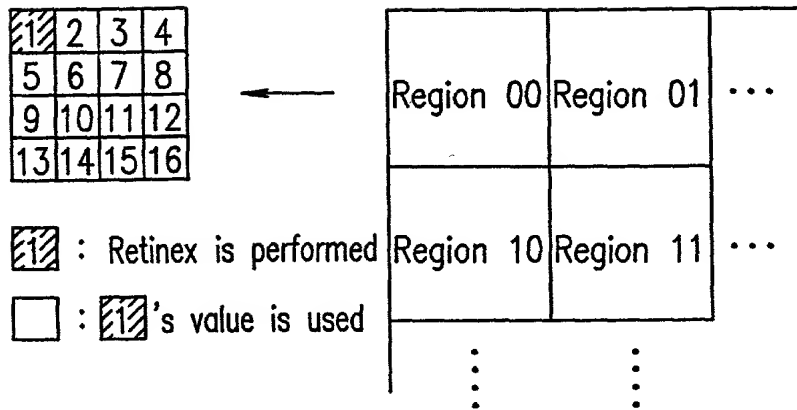 1 2 3 4
5 6 7 8
9 10 11 12
13 14 15 16
Region 00 Region 01 ...
Region 10 Region 11 ...
1 : Retinex is performed
: 1's value is used